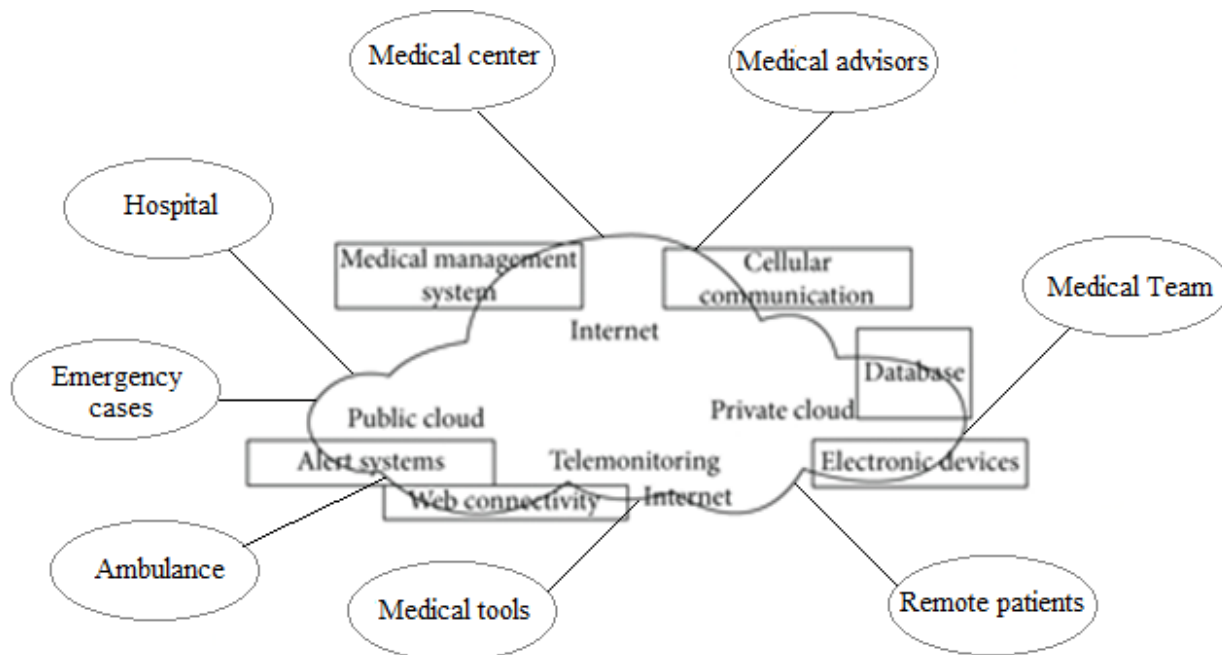 Medical center
Medical advisors
Hospital
Medical management
system
Cellular
communication
Medical Team
Internet
Emergency
cases
Database
Public cloud
Private cloud
Alert systems
Telemonitoring
Electronic devices
Web connectivity
Internet
Ambulance
Medical tools
Remote patients